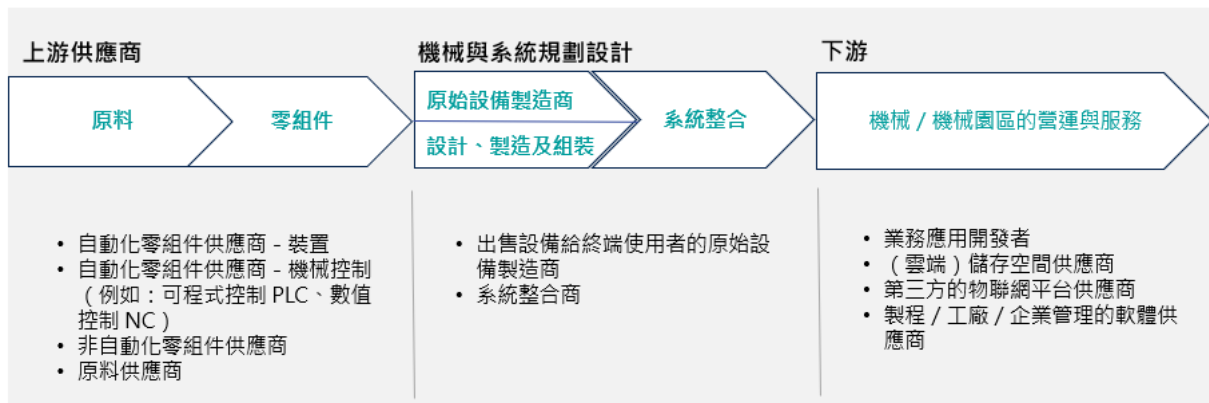 上游供應商
原料
零組件
• 自動化零組件供應商 - 裝置
• 自動化零組件供應商 - 機械控制
（例如：可程式控制 PLC、數值
控制 NC）
• 非自動化零組件供應商
• 原料供應商
機械與系統規劃設計
原始設備製造商
設計、製造及組裝
系統整合
• 出售設備給終端使用者的原始設
備製造商
• 系統整合商
下游
機械 / 機械園區的營運與服務
• 業務應用開發者
• （雲端）儲存空間供應商
• 第三方的物聯網平台供應商
• 製程 / 工廠 / 企業管理的軟體供
應商